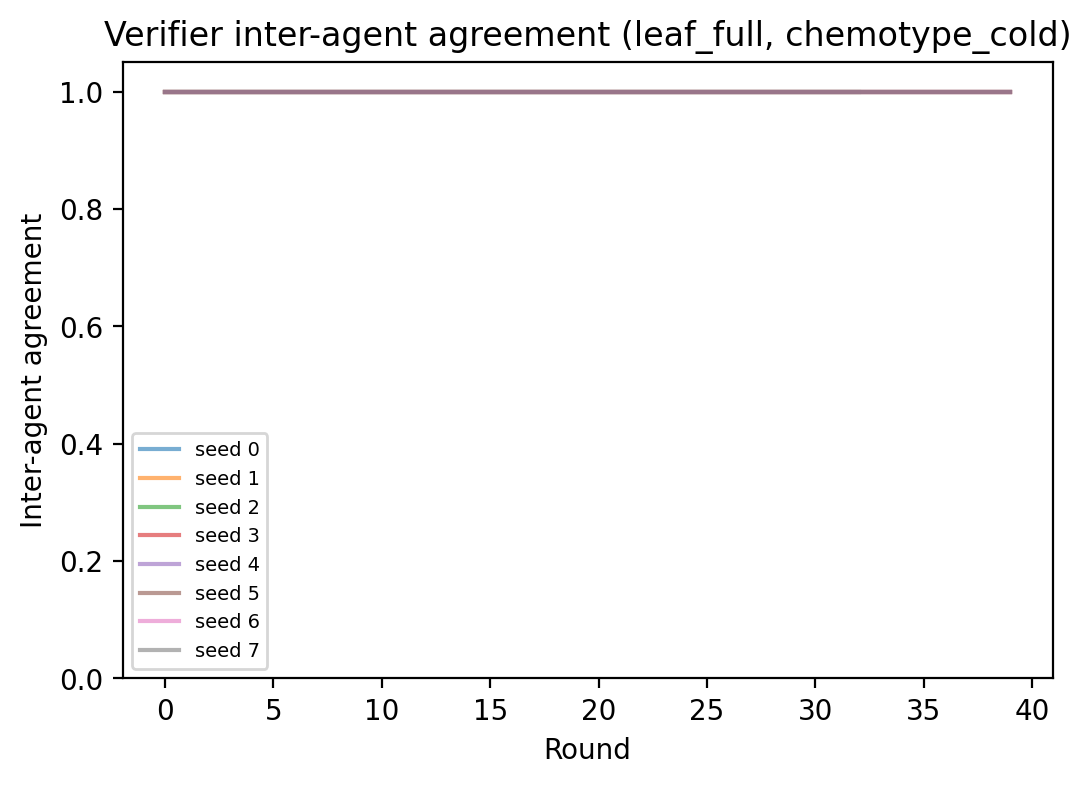 Verifier inter-agent agreement (leaf_full, chemotype_cold)
1.0
0.8
0.6
0.4
0.2
0.0
Inter-agent agreement
seed 0
seed 1
seed 2
seed 3
seed 4
seed 5
seed 6
seed 7
0 5 10 15 20 25 30 35 40
Round